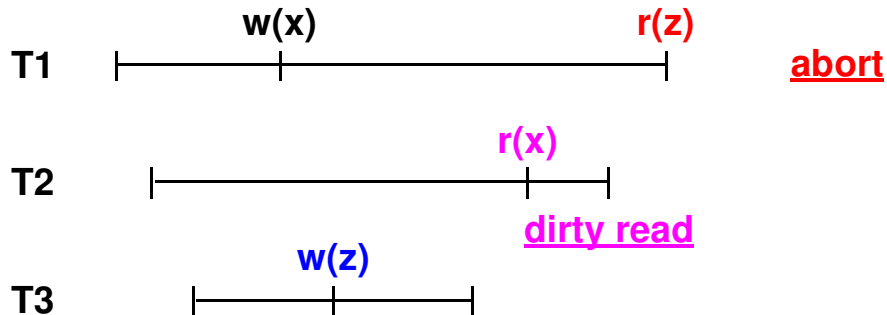 w(x) r(z)
T1 abort
r(x)
T2
dirty read
w(z)
T3